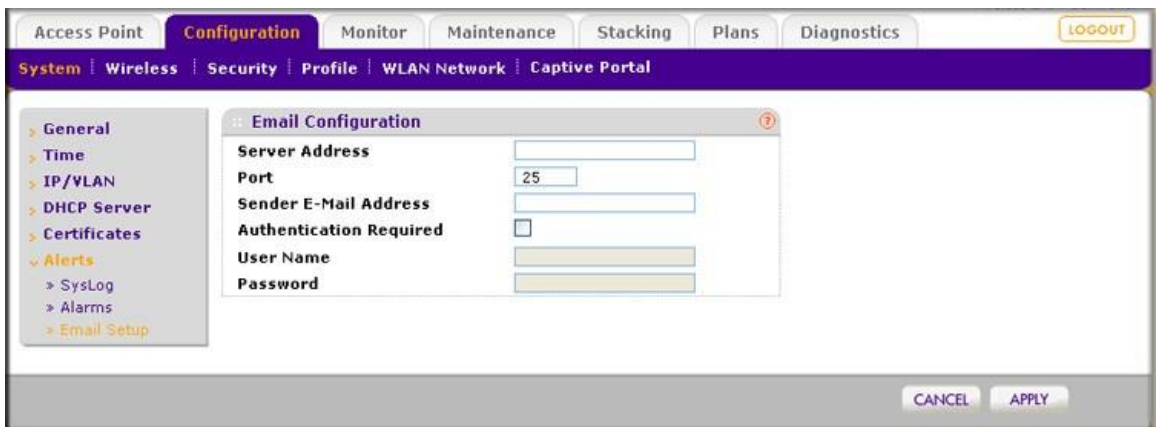 Access Point Configuration Monitor Maintenance Stacking Plans Diagnostics LOGOUT
System Wireless Security Profile WLAN Network Captive Portal
General
Time
IP/VLAN
DHCP Server
Certificates
Alerts
» SysLog
» Alarms
» Email Setup
Email Configuration ?
Server Address
Port 25
Sender E-Mail Address
Authentication Required
User Name
Password
CANCEL APPLY